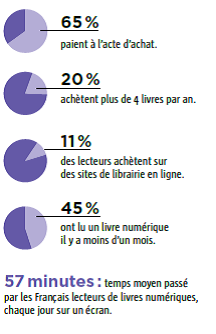 65 %
paient à l'acte d'achat.
20 %
achètent plus de 4 livres par an.
11 %
des lecteurs achètent sur
des sites de librairie en ligne.
45 %
ont lu un livre numérique
il y a moins d'un mois.
57 minutes : temps moyen passé
par les Français lecteurs de livres numériques,
chaque jour sur un écran.